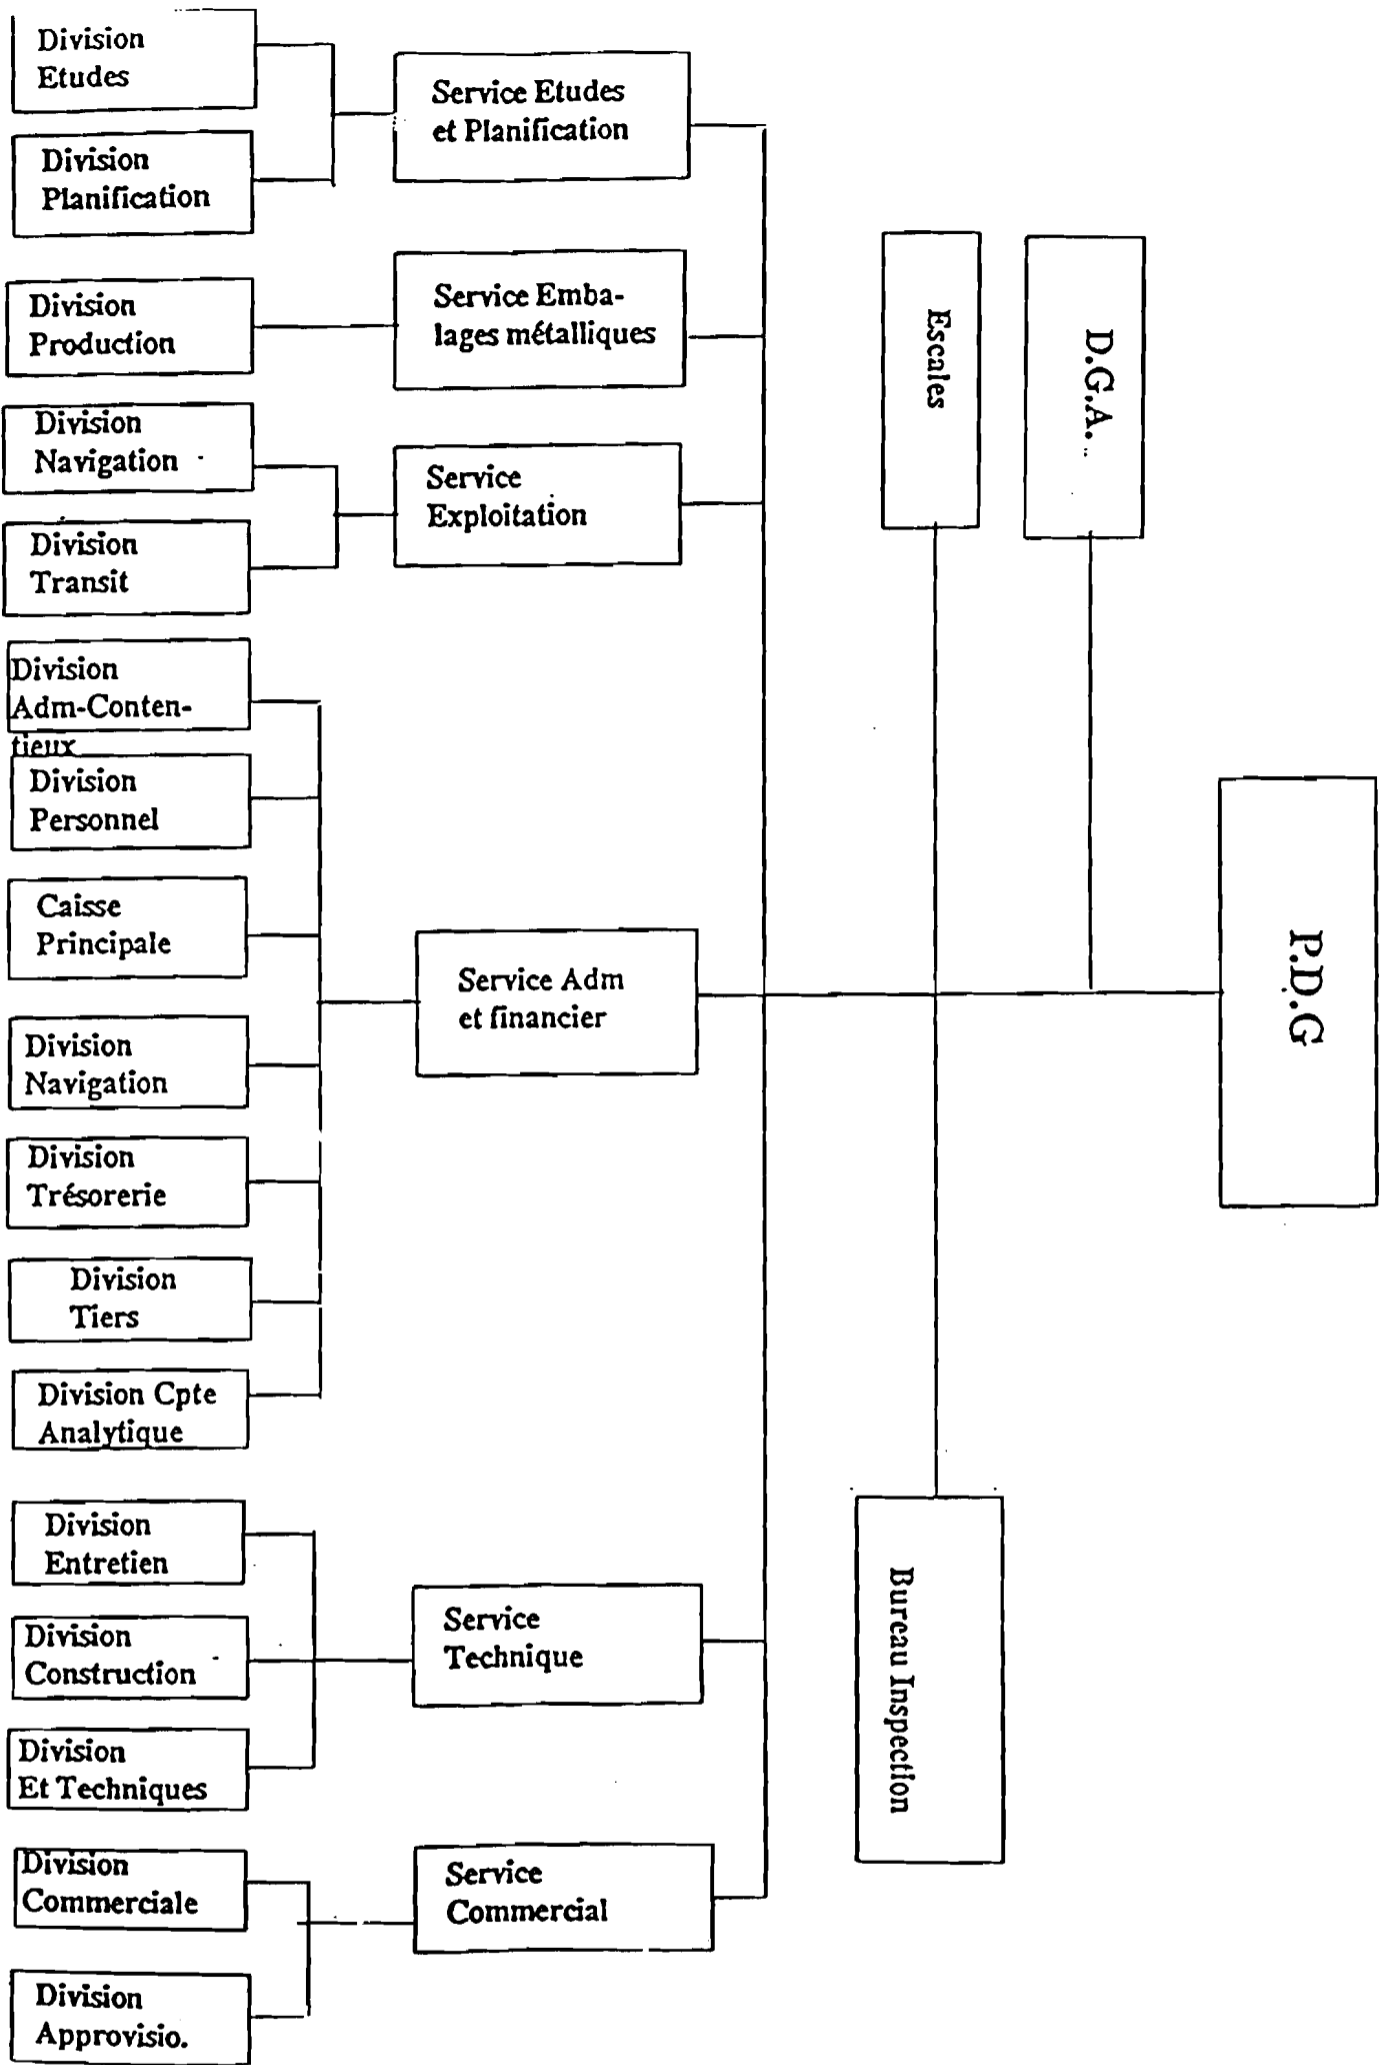 Division
Etudes
Division
Planification
Division
Production
Division
Navigation
Division
Transit
Division
Adm-Conten-
tieux
Division
Personnel
Caisse
Principale
Division
Navigation
Division
Trésorerie
Division
Tiers
Division Cpte
Analytique
Division
Entretien
Division
Construction
Division
Et Techniques
Division
Commerciale
Division
Approvisio.
Service Etudes
et Planification
Service Emba-
lages métalliques
Service
Exploitation
Service Adm
et financier
Service
Technique
Service
Commercial
Escales
Bureau Inspection
D.G.A.
P.D.G